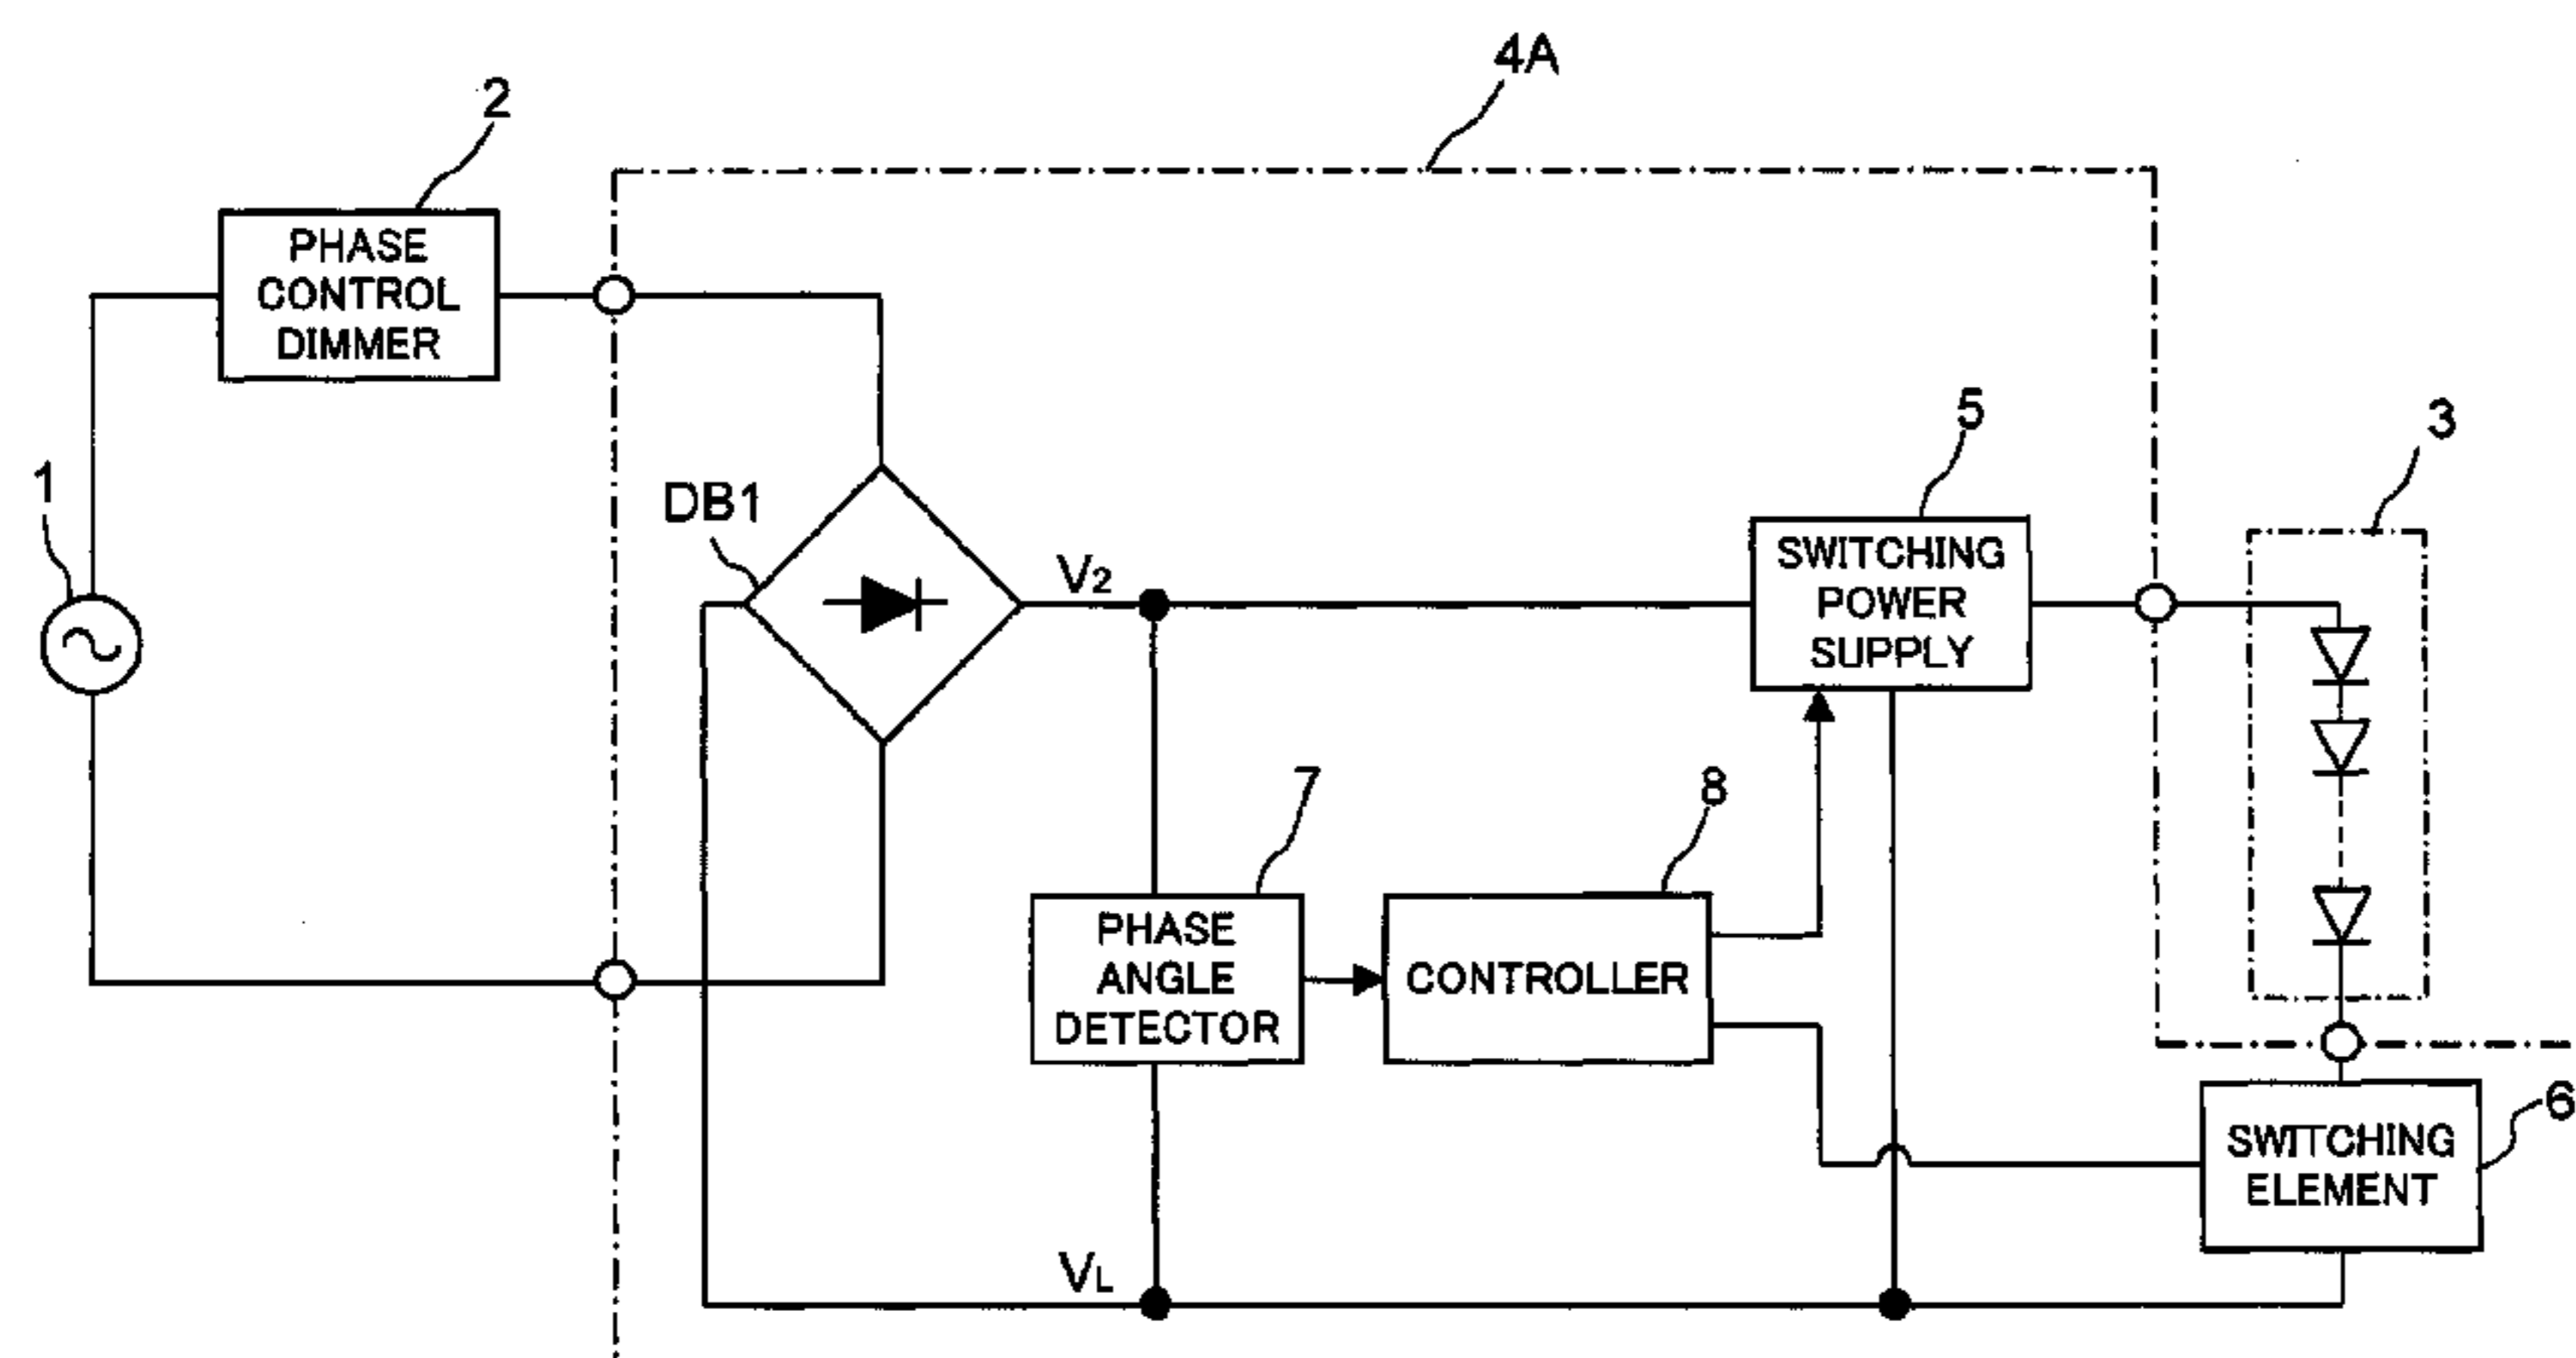 4A
2
PHASE
CONTROL
DIMMER
5
3
1
DB1
V2
SWITCHING
POWER
SUPPLY
7
8
PHASE
ANGLE
DETECTOR
CONTROLLER
6
SWITCHING
ELEMENT
VL